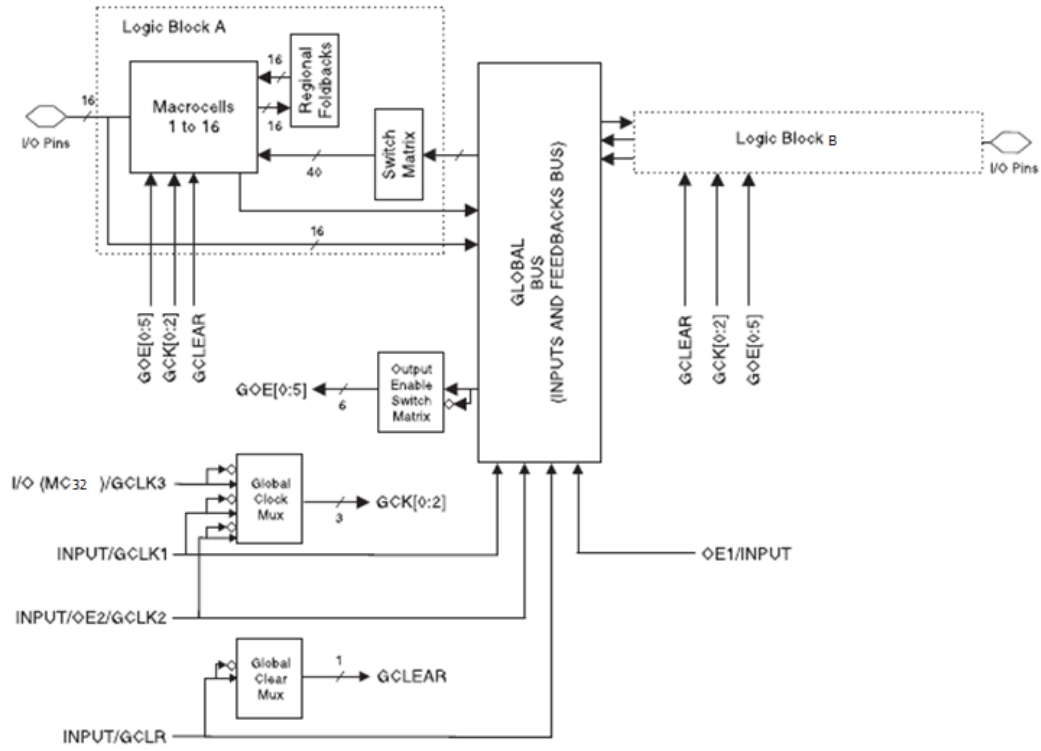 Logic Block A
16
Regional
Foldbacks
16
Macrocells
1 to 16
16
I/O Pins
40
Switch
Matrix
16
GOE[0:5]
GCK[0:2]
GCLEAR
GLOBAL
BUS
(INPUTS AND FEEDBACKS BUS)
Logic Block B
I/O Pins
GCLEAR
GCK[0:2]
GOE[0:5]
Output
Enable
Switch
Matrix
GOE[0:5]
6
I/O (MC32 )/GCLK3
Global
Clock
Mux
3
GCK[0:2]
INPUT/GCLK1
OE1/INPUT
INPUT/OE2/GCLK2
Global
Clear
Mux
1
GCLEAR
INPUT/GCLR